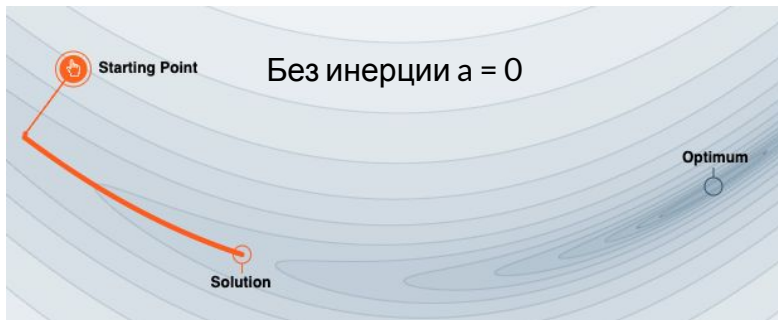 Starting Point
Без инерции a = 0
Optimum
Solution